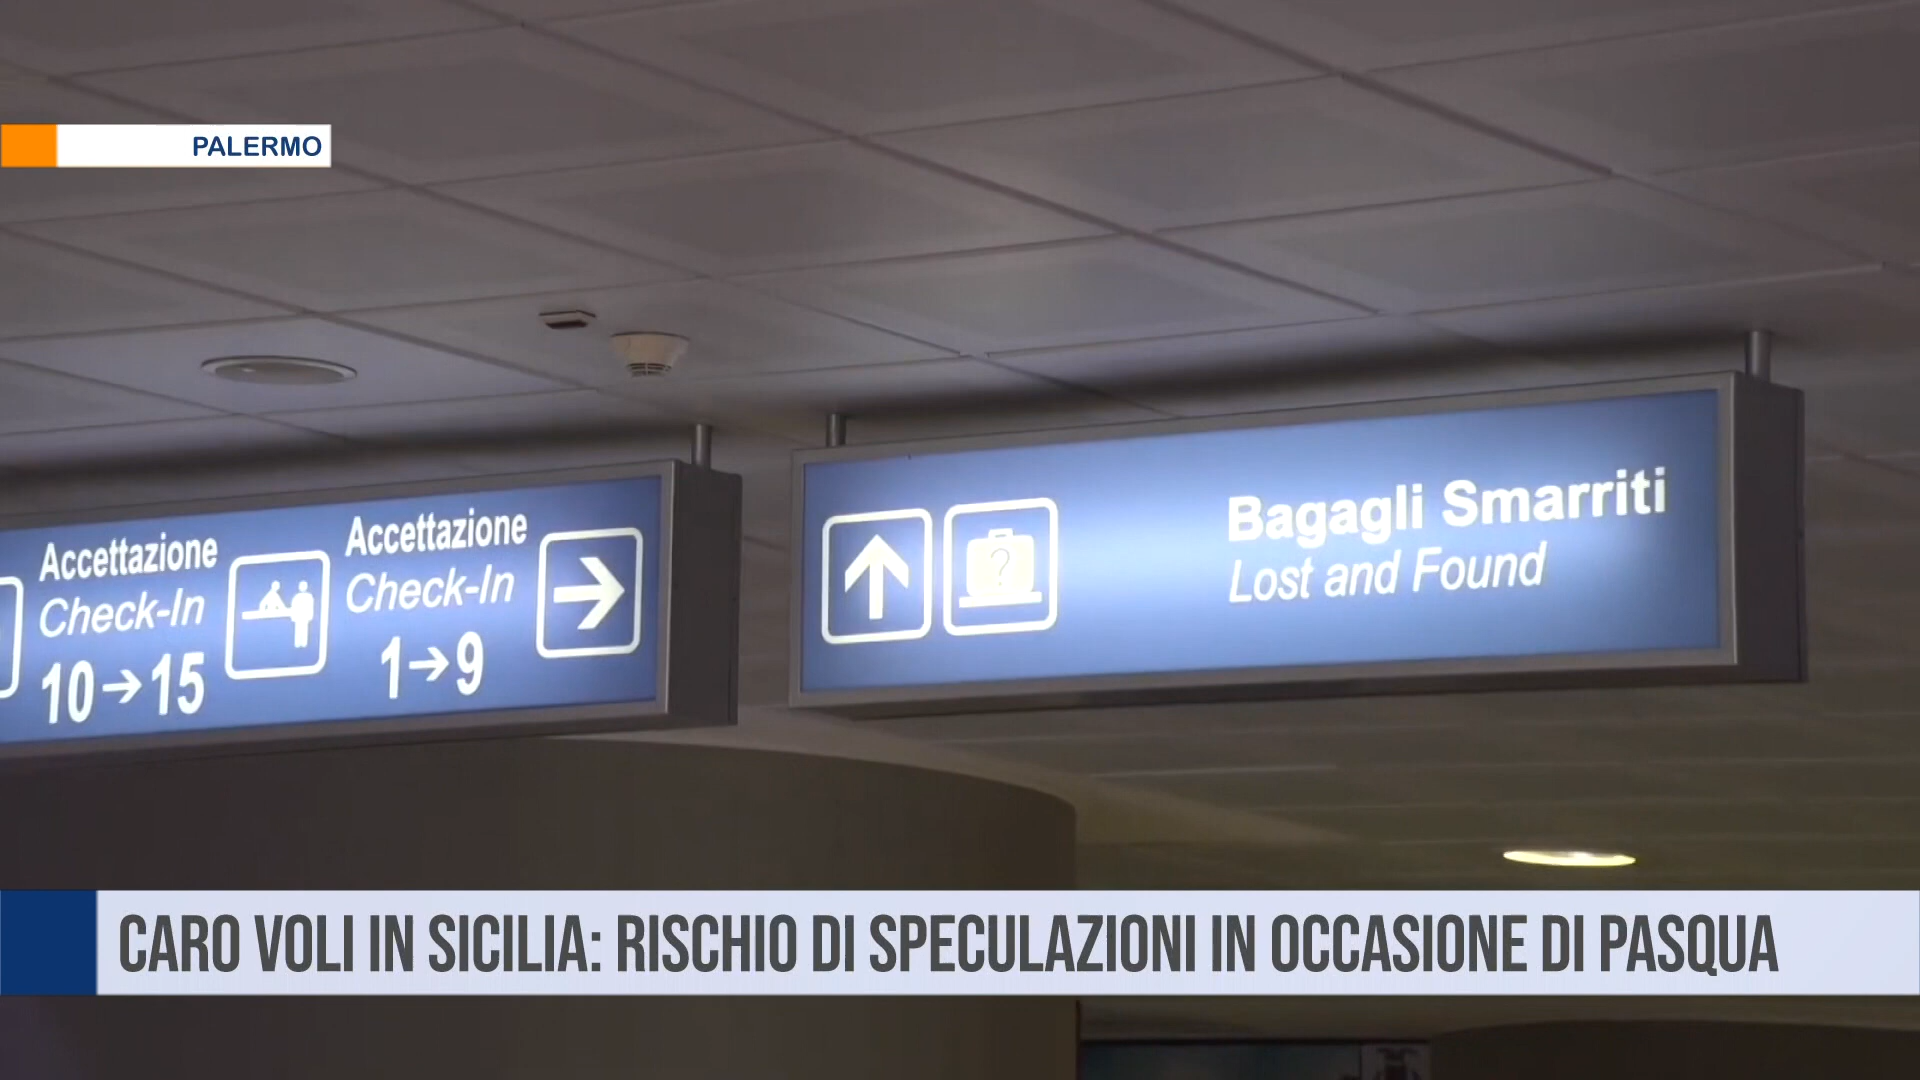 PALERMO
Accettazione
Check-In
10→15
Accettazione
Check-In
1→9
Bagagli Smarriti
Lost and Found
?
CARO VOLI IN SICILIA: RISCHIO DI SPECULAZIONI IN OCCASIONE DI PASQUA